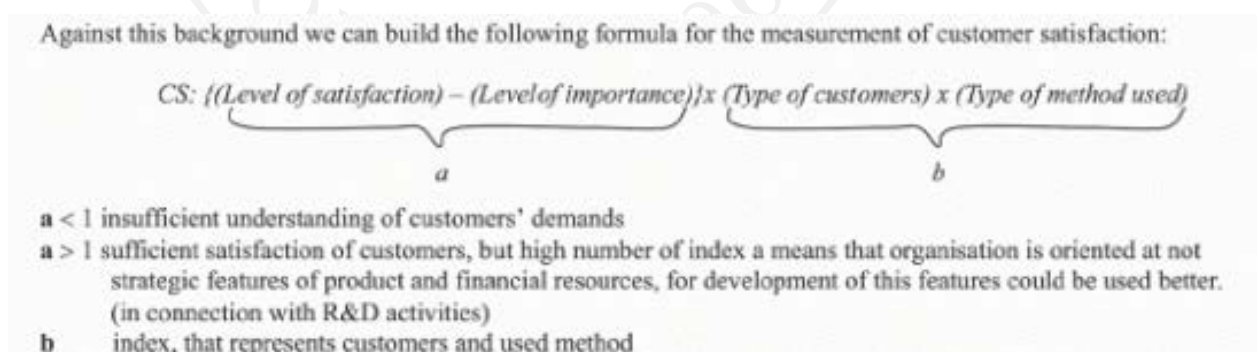 Against this background we can build the following formula for the measurement of customer satisfaction:
CS: {(Level of satisfaction) – (Levelof importance)}x (Type of customers) x (Type of method used)
a b
a < 1 insufficient understanding of customers' demands
a > 1 sufficient satisfaction of customers, but high number of index a means that organisation is oriented at not
strategic features of product and financial resources, for development of this features could be used better.
(in connection with R&D activities)
b index, that represents customers and used method